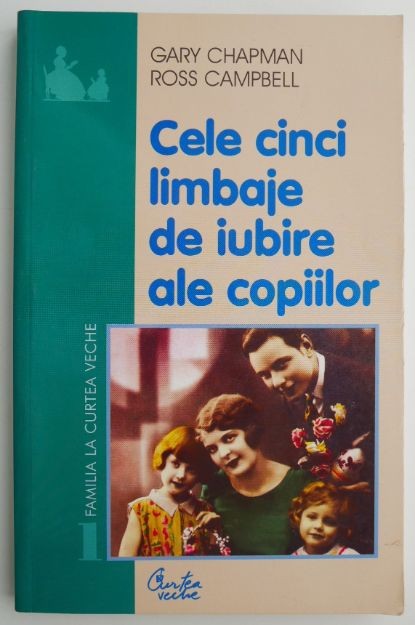 GARY CHAPMAN
ROSS CAMPBELL
Cele cinci
limbaje
de iubire
ale copiilor
FAMILIA LA CURTEA VECHE
1
Curtea
veche